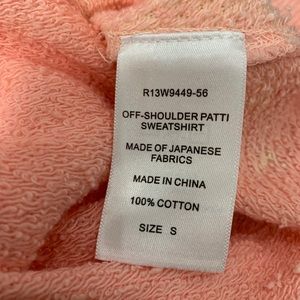 R13W9449-56
OFF-SHOULDER PATTI
SWEATSHIRT
MADE OF JAPANESE
FABRICS
MADE IN CHINA
100% COTTON
SIZE S